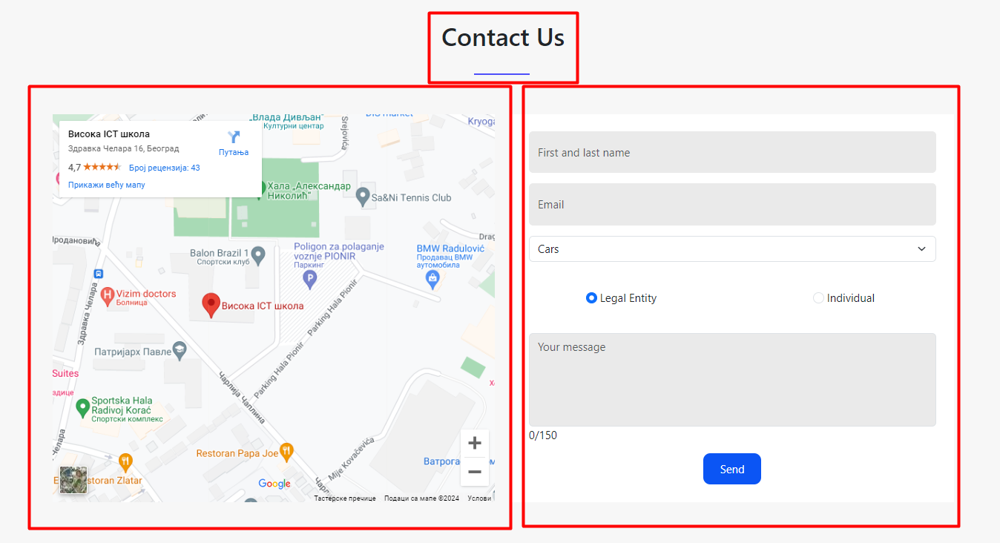 Contact Us
Висока ICT школа
Здравка Челара 16, Београд
Путања
4,7
Број рецензија: 43
Прикажи већу мапу
Влада Дивљан"
Културни центар
Srejovića
Kryoga
Хала „Александар
Николић"
Sa&Ni Tennis Club
Balon Brazil 1
Спортски клуб
Poligon za polaganje
voznje PIONIR
Паркинг
P
BMW Radulović
Продавац BMW
аутомобила
Drag
H
Vizim doctors
Болница
Здравка Челара
Висока ICT школа
Parking Hala Pionir
Патријарх Павле
Parking Hala Pionir
Suites
Чарлија Чаплина
Sportska Hala
Radivoj Korać
Спортски комплекс
Челара
Restoran Papa Joe
Mije Kovačevića
Ватрога
storan Zlatar
Google
Тастерске пречице
Подаци са мапе ©2024
Услови
First and last name
Email
Cars
Legal Entity
Individual
Your message
0/150
Send